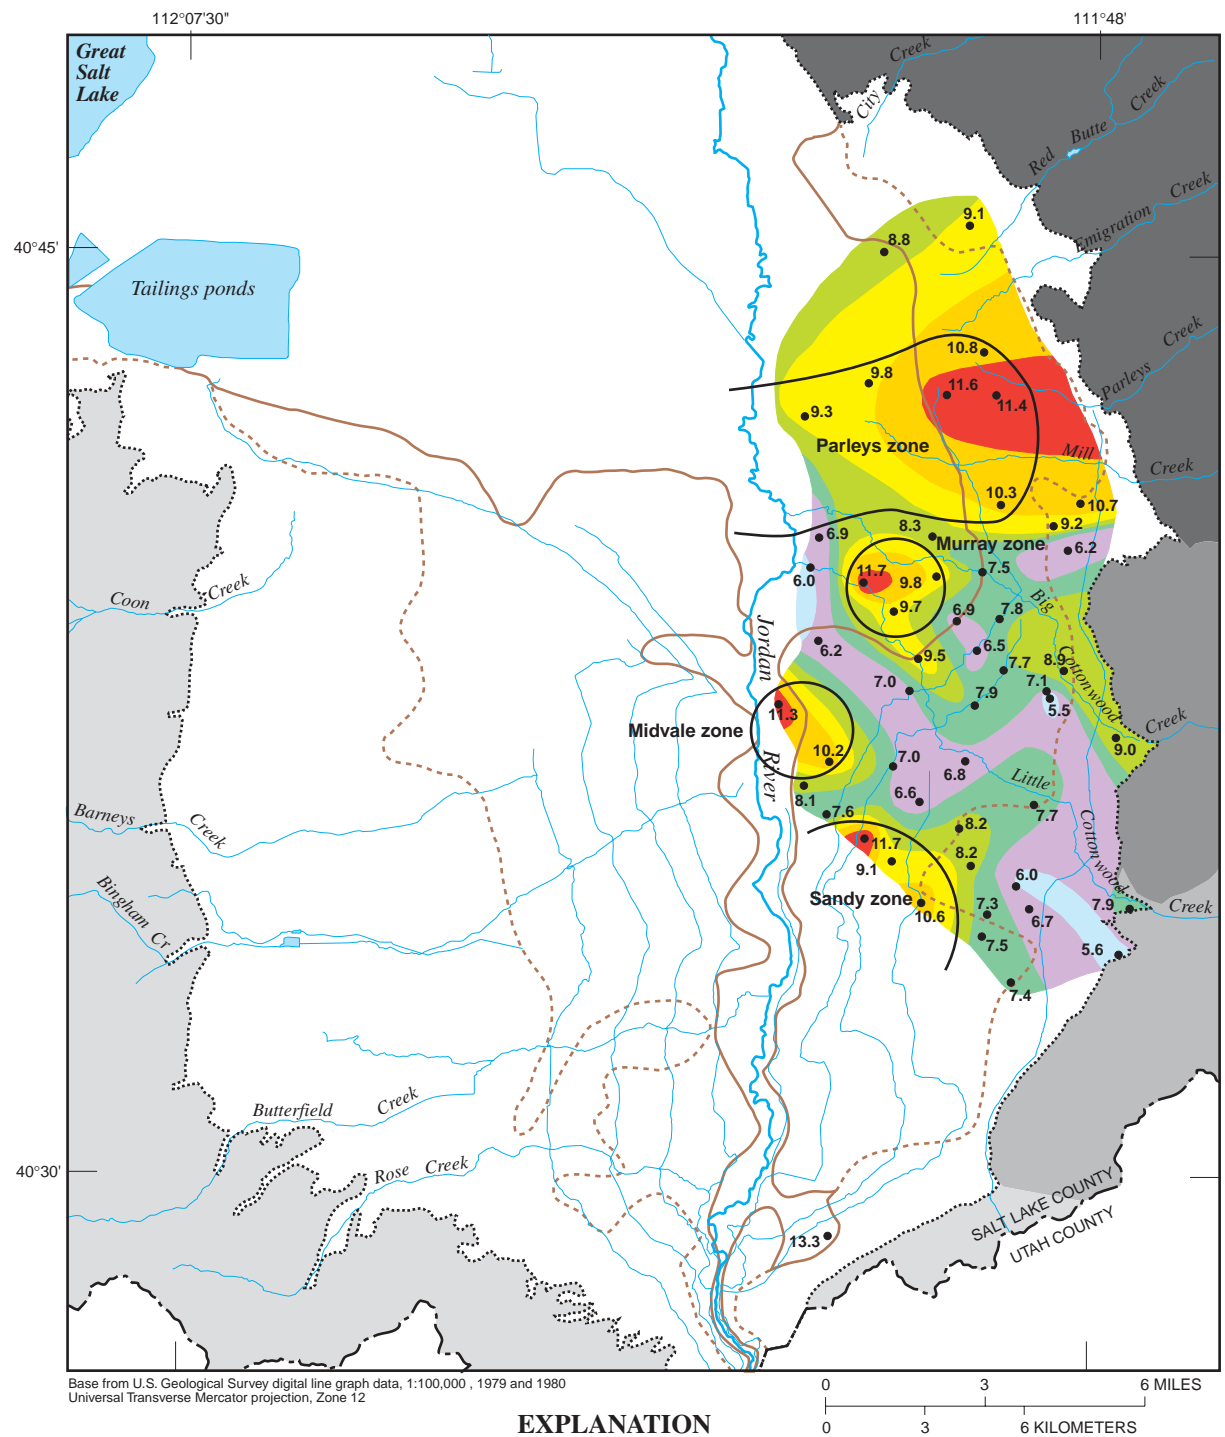 112°07'30"
111°48'
Great
Salt
Lake
Creek
City
Creek
Butte
Red
Creek
Emigration
9.1
8.8
40°45'
Tailings ponds
Creek
Parleys
10.8
9.8
11.6
11.4
9.3
Parleys zone
Mill
Creek
10.3
10.7
9.2
8.3
6.9
Murray zone
6.2
7.5
11.7
9.8
6.0
Creek
Coon
Big
9.7
6.9
7.8
Jordan
6.2
6.5
9.5
7.7
8.9
Cottonwood
7.0
7.1
7.9
5.5
11.3
Midvale zone
Creek
9.0
10.2
River
7.0
6.8
Little
8.1
6.6
7.6
7.7
Barneys
Creek
8.2
Cottonwood
11.7
8.2
9.1
6.0
Bingham Cr
Sandy zone
10.6
7.3
6.7
7.9
Creek
7.5
5.6
7.4
Butterfield
Creek
Rose
Creek
40°30'
SALT LAKE COUNTY
UTAH COUNTY
13.3
Base from U.S. Geological Survey digital line graph data, 1:100,000 , 1979 and 1980
Universal Transverse Mercator projection, Zone 12
0
3
6 MILES
0
3
6 KILOMETERS
EXPLANATION